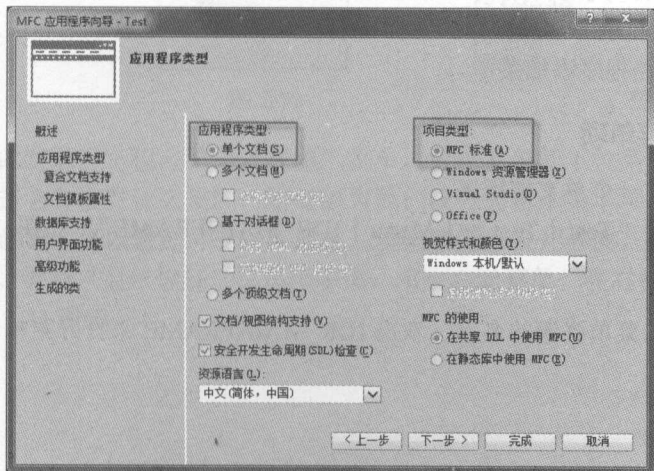 MFC 应用程序向导 - Test
应用程序类型
概述
应用程序类型
复合文档支持
文档模板属性
数据库支持
用户界面功能
高级功能
生成的类
应用程序类型:
单个文档(S)
多个文档(M)
基于对话框(D)
多个顶级文档(T)
文档/视图结构支持(V)
安全开发生命周期(SDL)检查(C)
资源语言(L):
中文(简体，中国)
项目类型:
MFC 标准(A)
Windows 资源管理器(X)
Visual Studio(O)
Office(F)
视觉样式和颜色(Y):
Windows 本机/默认
MFC 的使用:
在共享 DLL 中使用 MFC(U)
在静态库中使用 MFC(E)
< 上一步
下一步 >
完成
取消